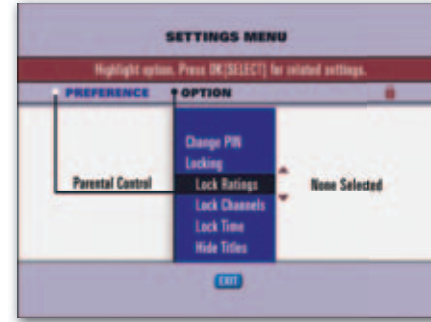 SETTINGS MENU
Highlight option. Press OK[SELECT] for related settings.
PREFERENCE OPTION
Change PIN
Locking
Parental Control Lock Ratings None Selected
Lock Channels
Lock Time
Hide Titles
EXIT